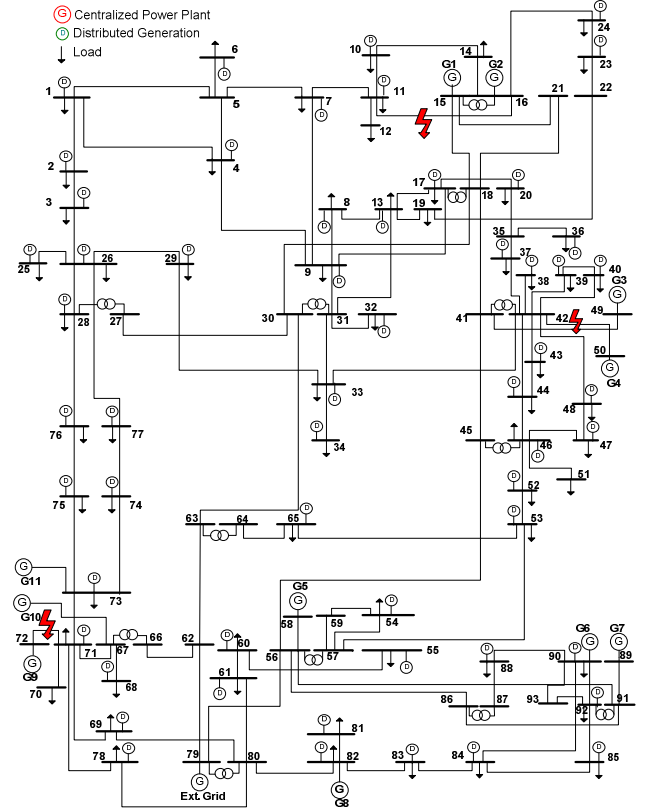 G Centralized Power Plant
D Distributed Generation
Load
D 24
6 D
10 D 14 D 23
G1 G G2 G
1 D 5 D 7 D 11 D 15 16 21 22
12
2 D 4 D
3 D
8 D 13 D 17 D 19 18 20 D
35 36 D
25 D 26 D 29 D 9 D 37 D
38 D D 39 D 40
G3 G
28 D 27 30 31 32 D 41 42 49
43 D 50
G G4
33 D 44 D 48 D
76 D 77 D 34 D 45 46 D 47 D
51
75 D 74 D 52 D
63 64 65 D 53 D
G G11 73 D
G G10
G5 G
58 59 54 D
G6 G G7 G
72 71 D 67 66 62 60 D 56 57 55 D 88 D 90 D 89
G G9
70 68 D 61 D
86 87 93 92 D 91
69 D 81 D
78 D 79 80 82 D 83 D 84 D 85 D
G Ext. Grid
G G8